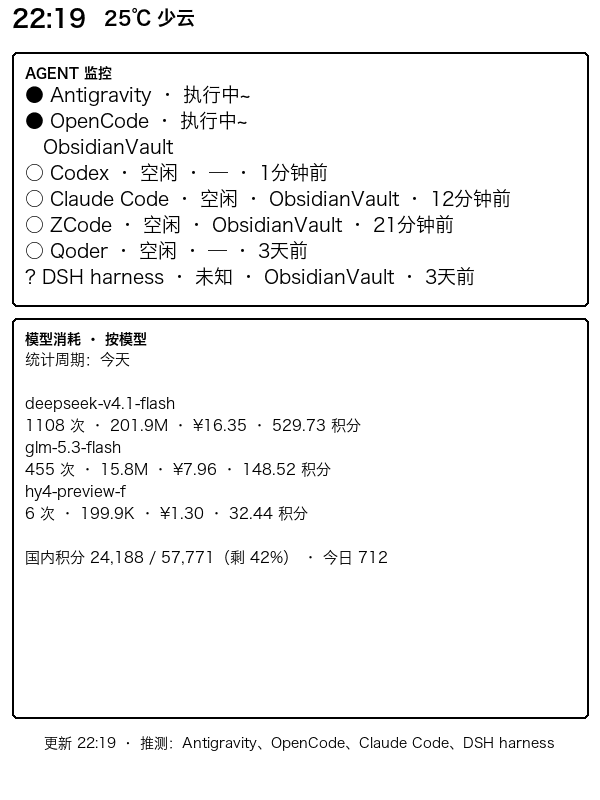 22:19 25℃ 少云
AGENT 监控
● Antigravity · 执行中~
● OpenCode · 执行中~
ObsidianVault
○ Codex · 空闲 · — · 1分钟前
○ Claude Code · 空闲 · ObsidianVault · 12分钟前
○ ZCode · 空闲 · ObsidianVault · 21分钟前
○ Qoder · 空闲 · — · 3天前
? DSH harness · 未知 · ObsidianVault · 3天前
模型消耗 · 按模型
统计周期: 今天
deepseek-v4.1-flash
1108 次 · 201.9M · ¥16.35 · 529.73 积分
glm-5.3-flash
455 次 · 15.8M · ¥7.96 · 148.52 积分
hy4-preview-f
6 次 · 199.9K · ¥1.30 · 32.44 积分
国内积分 24,188 / 57,771（剩 42%） · 今日 712
更新 22:19 · 推测: Antigravity、OpenCode、Claude Code、DSH harness